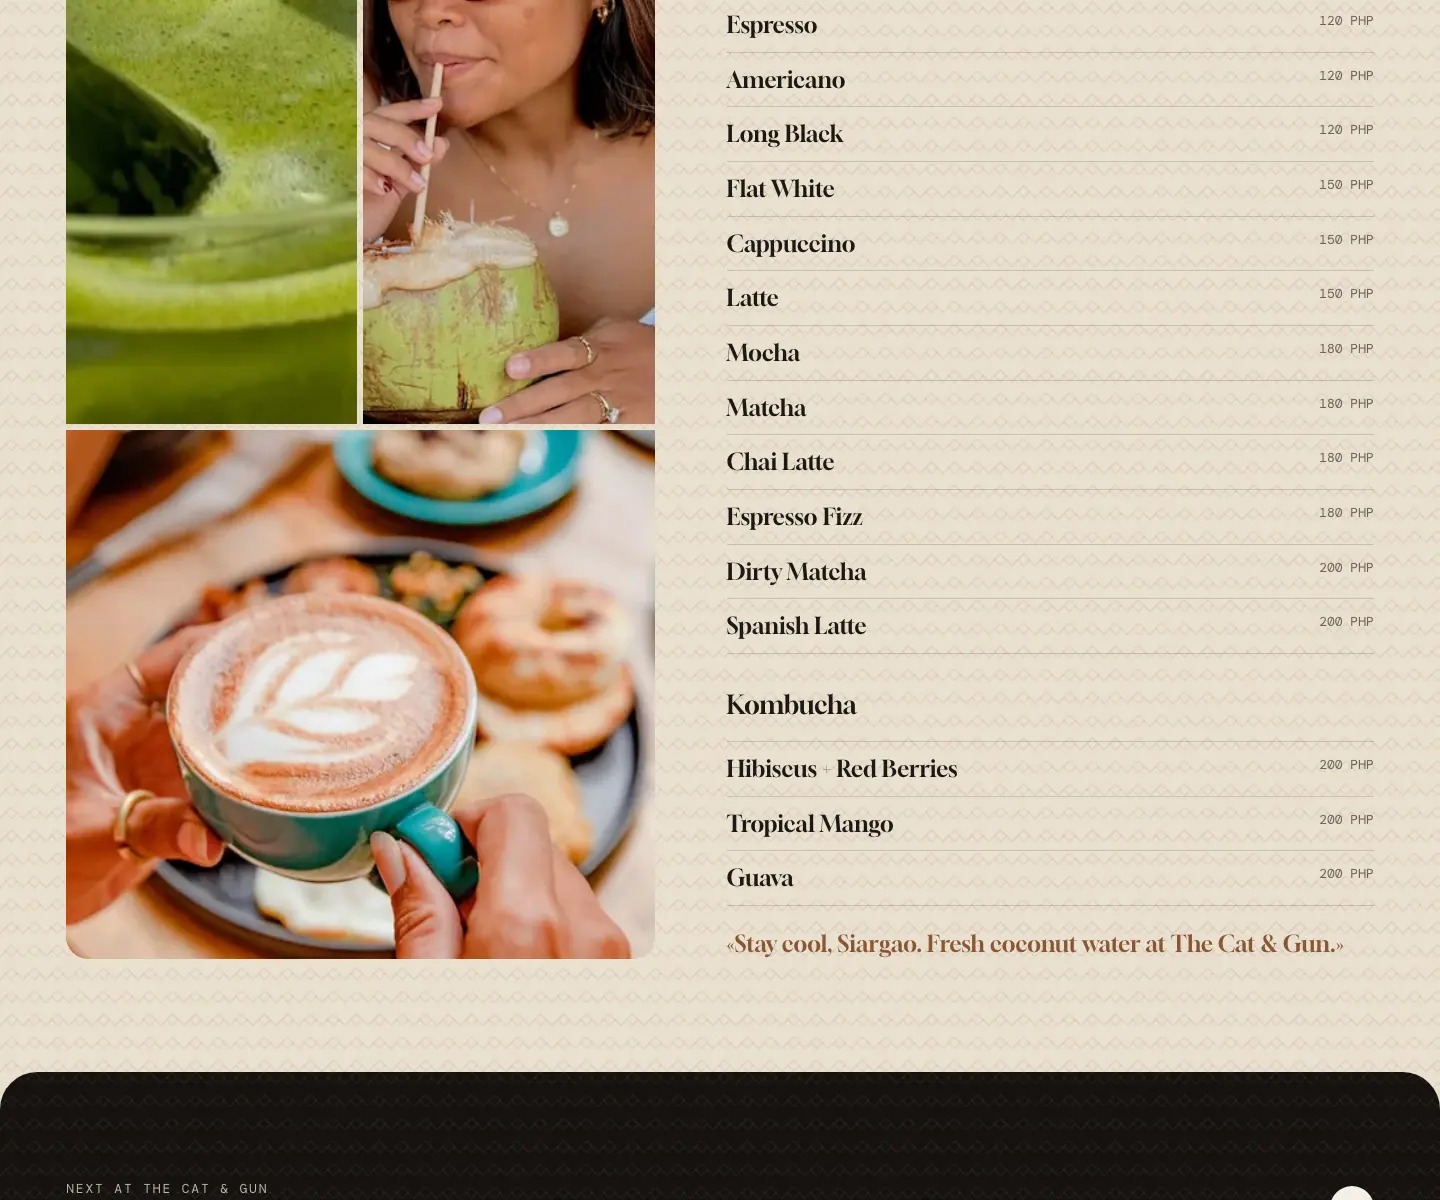 Espresso 120 PHP
Americano 120 PHP
Long Black 120 PHP
Flat White 150 PHP
Cappuccino 150 PHP
Latte 150 PHP
Mocha 180 PHP
Matcha 180 PHP
Chai Latte 180 PHP
Espresso Fizz 180 PHP
Dirty Matcha 200 PHP
Spanish Latte 200 PHP
Kombucha
Hibiscus + Red Berries 200 PHP
Tropical Mango 200 PHP
Guava 200 PHP
«Stay cool, Siargao. Fresh coconut water at The Cat & Gun.»
NEXT AT THE CAT & GUN